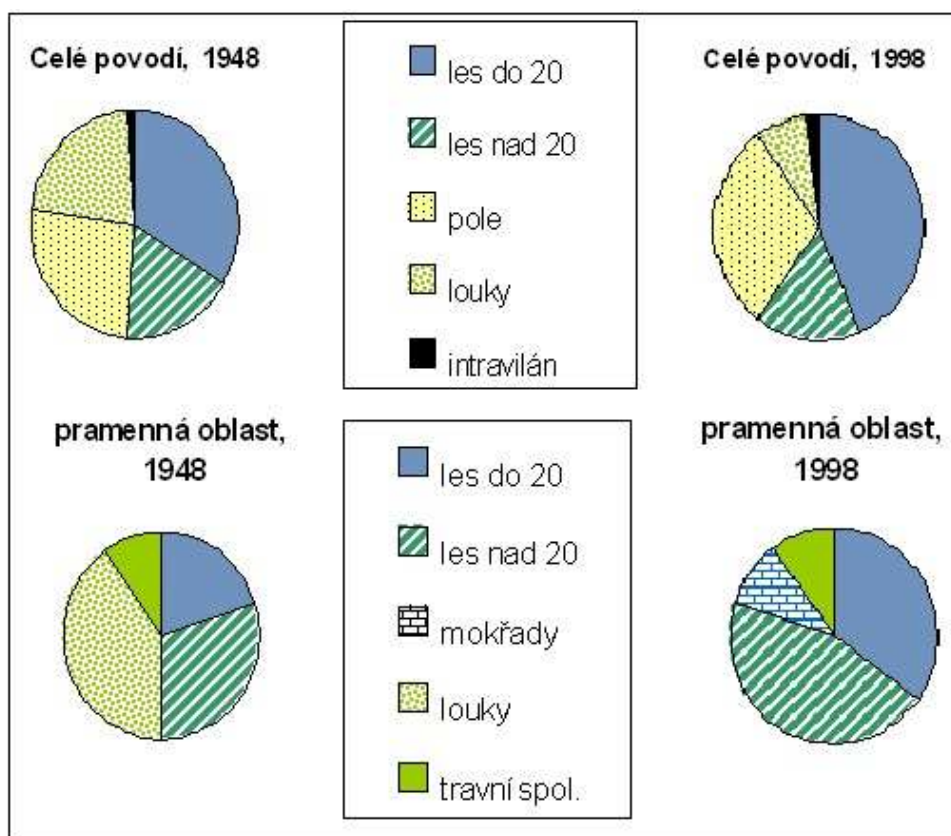 Celé povodí, 1948
les do 20
les nad 20
pole
louky
intravilán
Celé povodí, 1998
pramenná oblast,
1948
les do 20
les nad 20
mokřady
louky
travní spol.
pramenná oblast,
1998